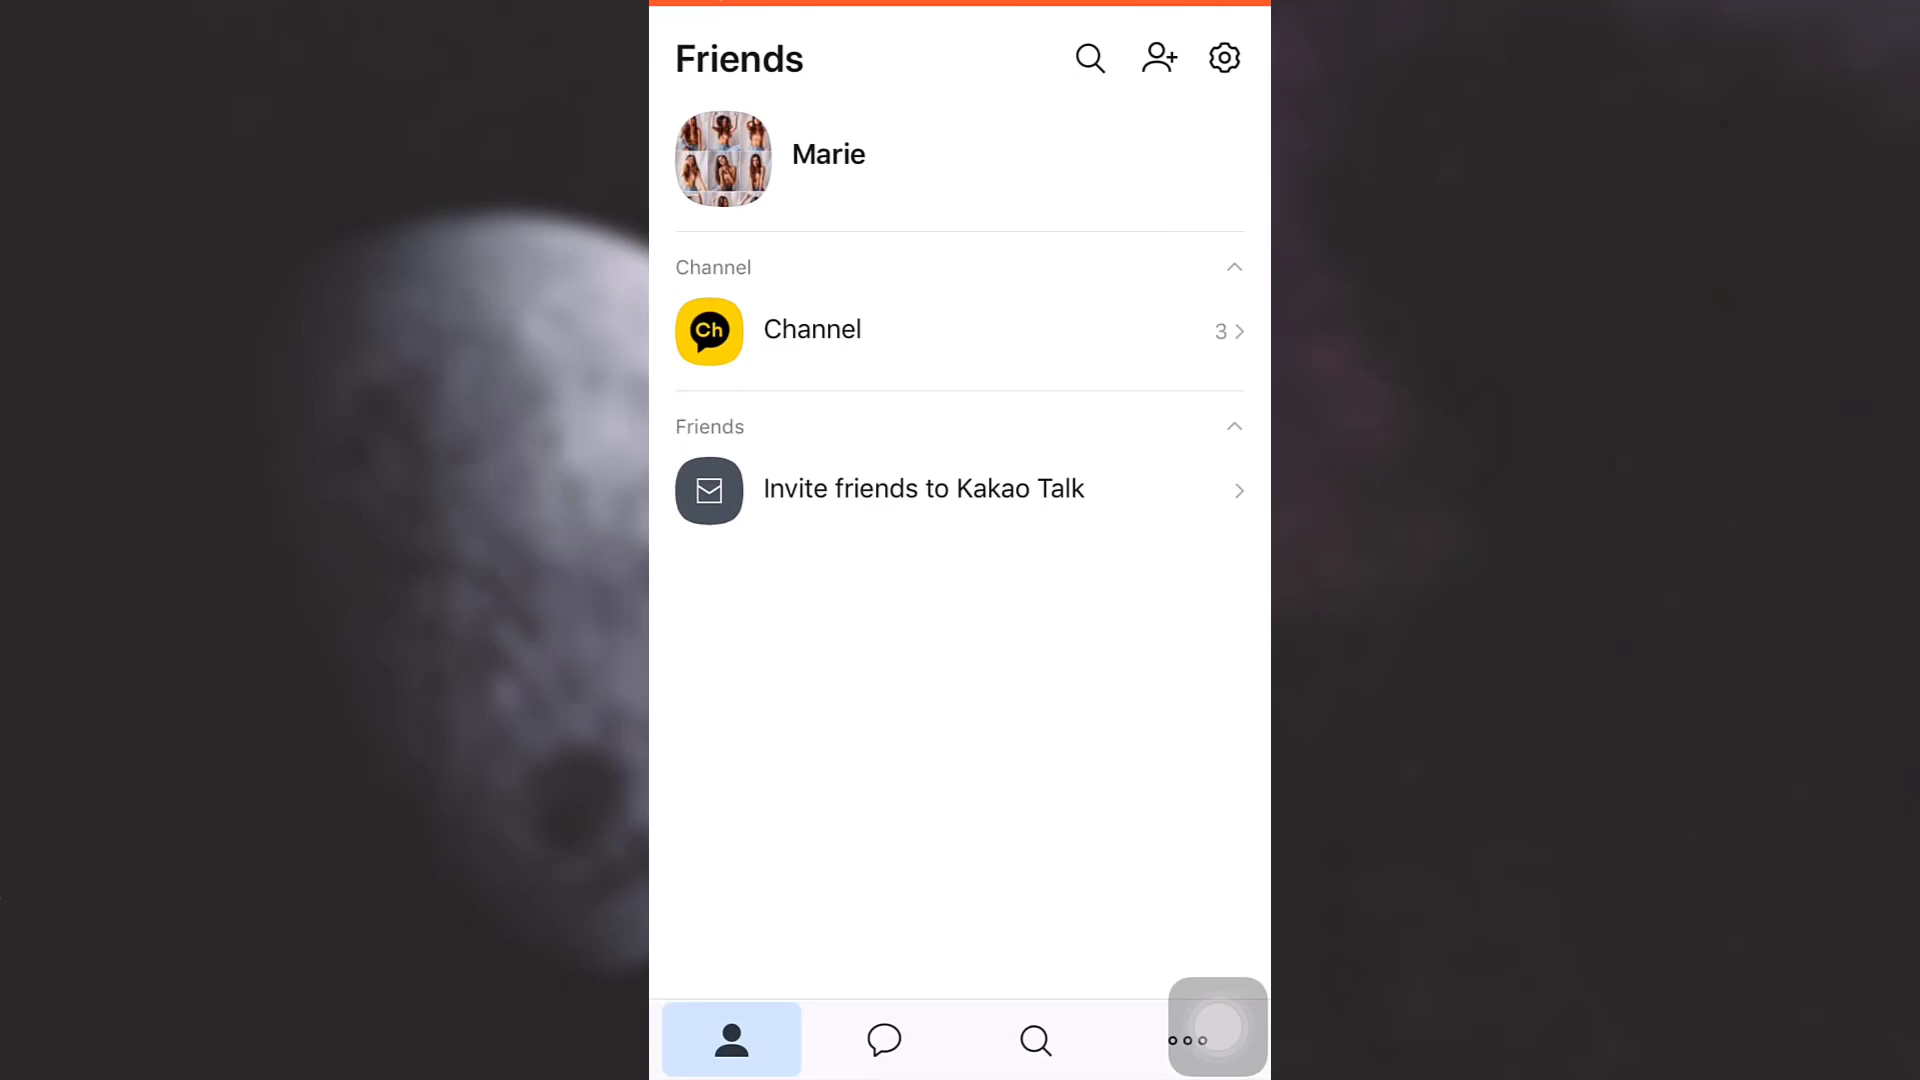 Friends
Marie
Channel
Ch
Channel
3
Friends
Invite friends to Kakao Talk